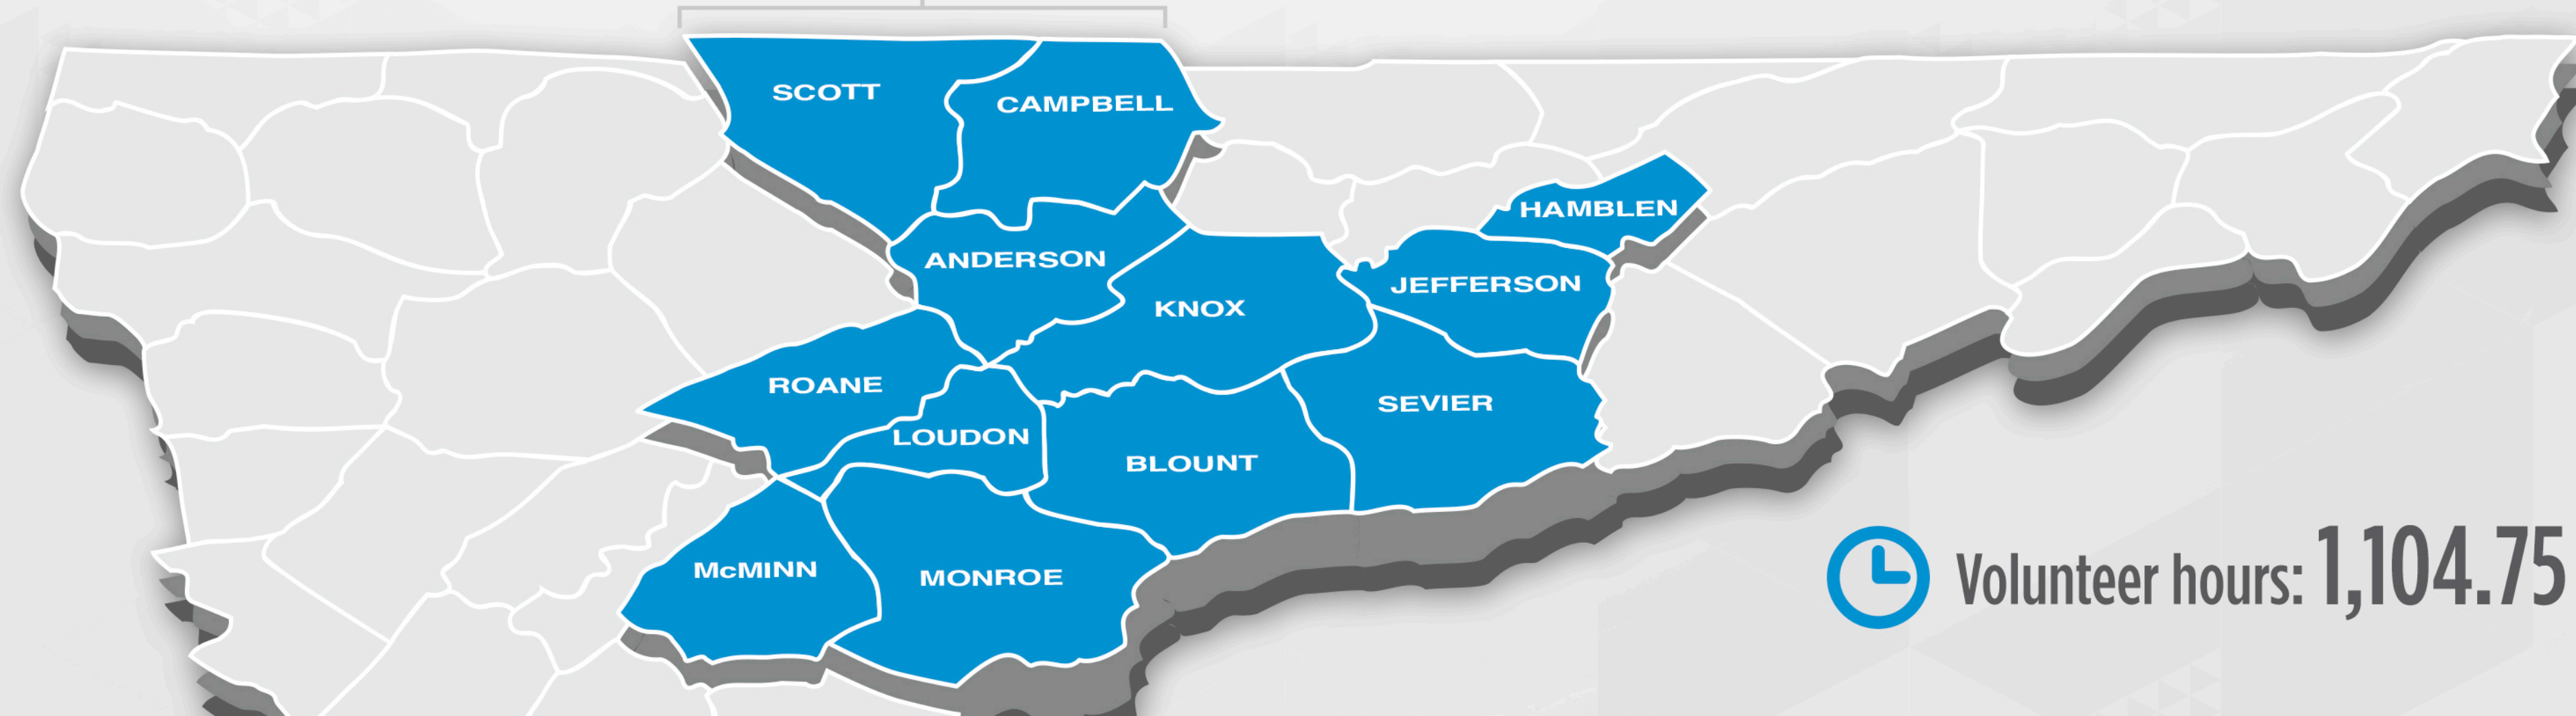 SCOTT
CAMPBELL
HAMBLEN
ANDERSON
JEFFERSON
KNOX
ROANE
SEVIER
LOUDON
BLOUNT
McMINN
MONROE
Volunteer hours: 1,104.75